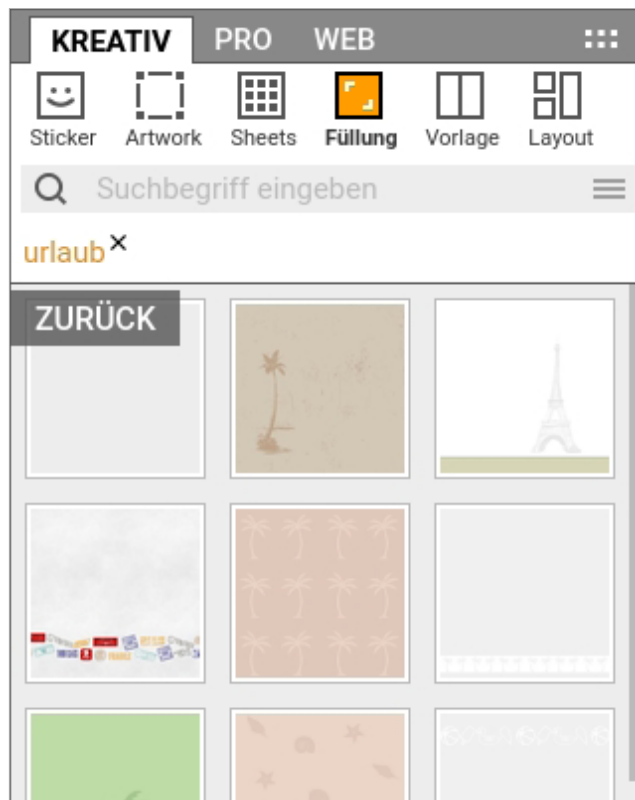 KREATIV PRO WEB
Sticker Artwork Sheets Füllung Vorlage Layout
Suchbegriff eingeben
urlaub
ZURÜCK